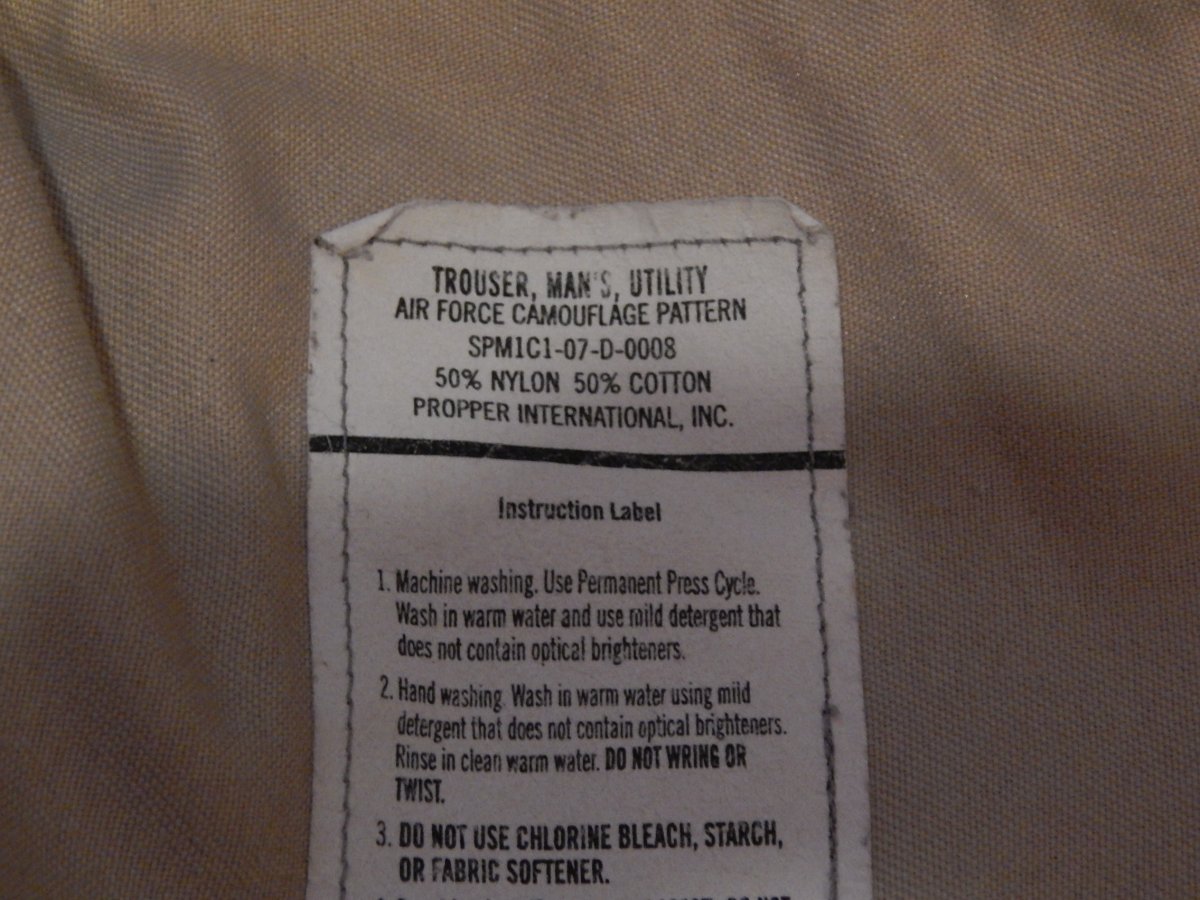 TROUSER, MAN'S, UTILITY
AIR FORCE CAMOUFLAGE PATTERN
SPM1C1-07-D-0008
50% NYLON 50% COTTON
PROPPER INTERNATIONAL, INC.
Instruction Label
1. Machine washing. Use Permanent Press Cycle.
Wash in warm water and use mild detergent that
does not contain optical brighteners.
2. Hand washing. Wash in warm water using mild
detergent that does not contain optical brighteners.
Rinse in clean warm water. DO NOT WRING OR
TWIST.
3. DO NOT USE CHLORINE BLEACH, STARCH,
OR FABRIC SOFTENER.